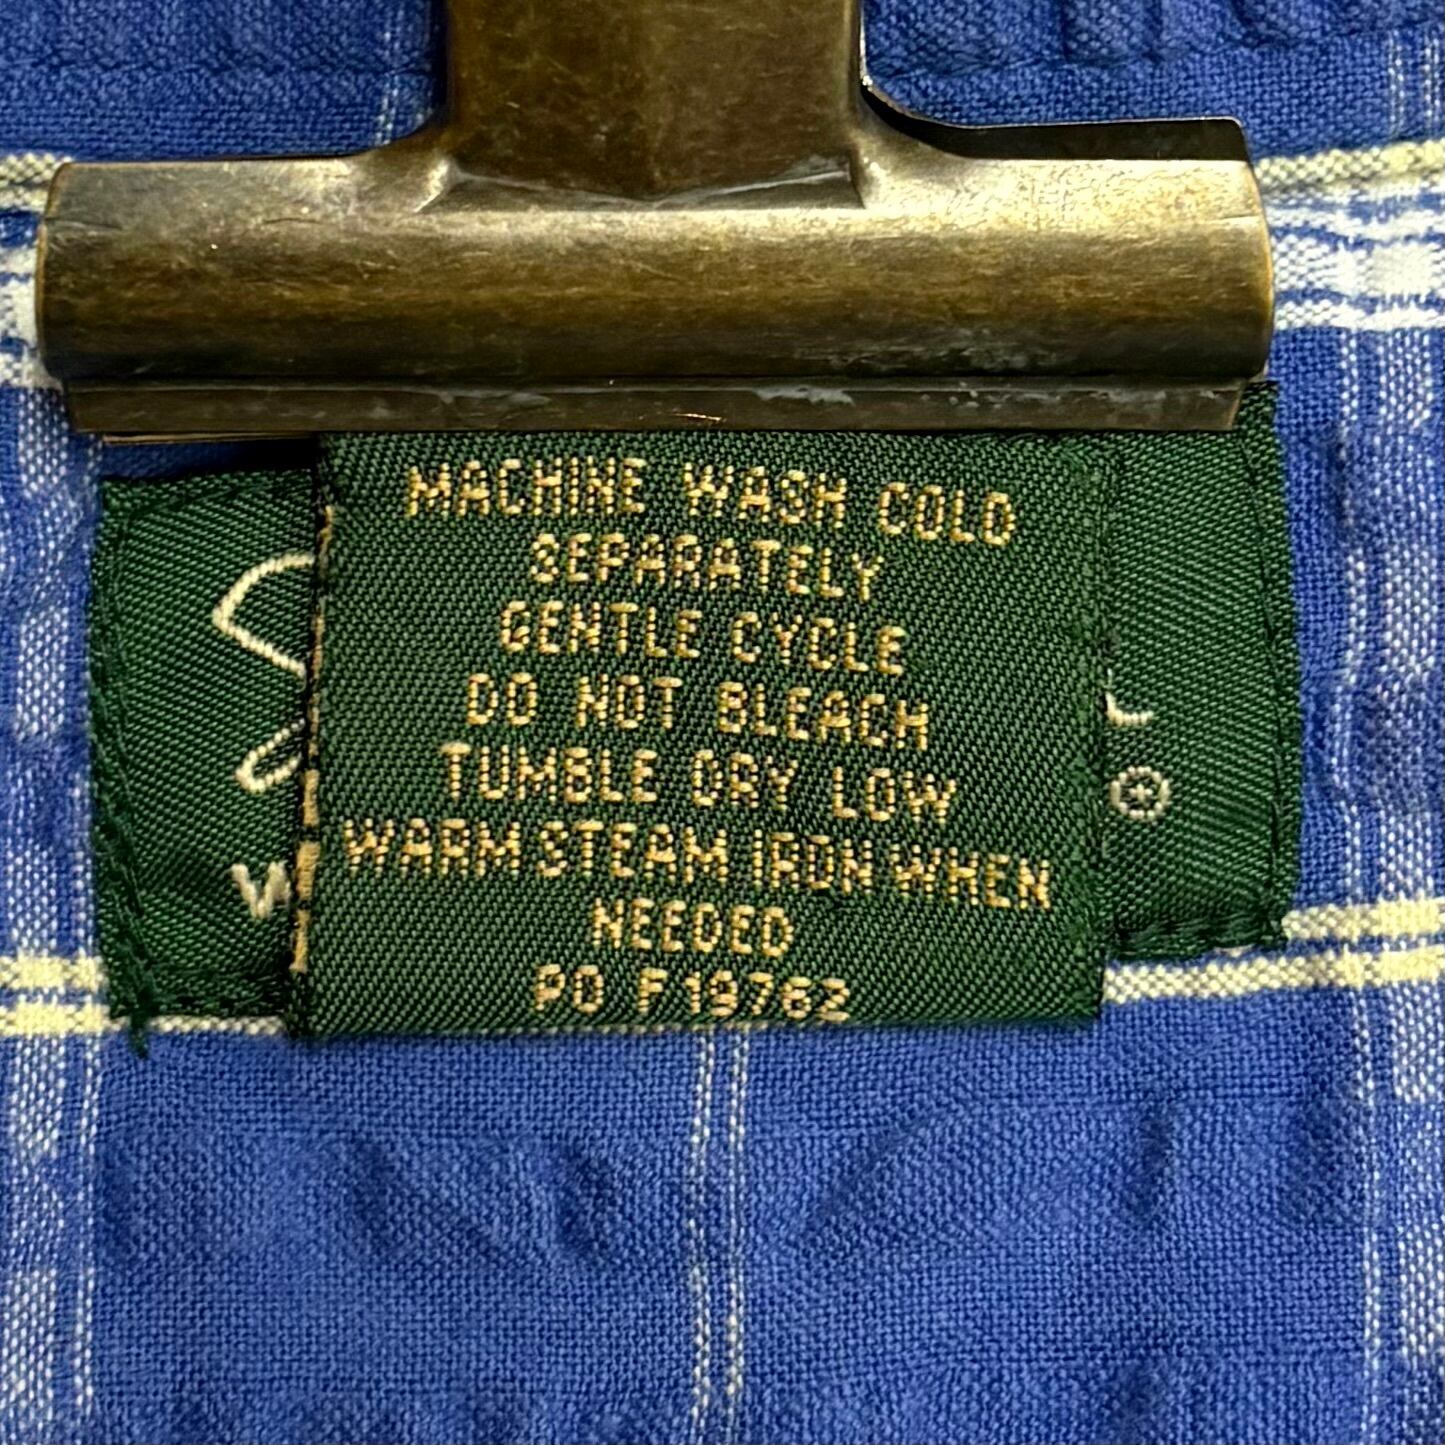 MACHINE WASH COLD
SEPARATELY
GENTLE CYCLE
DO NOT BLEACH
TUMBLE DRY LOW
WARM STEAM IRON WHEN
NEEDED
PO F19762
®